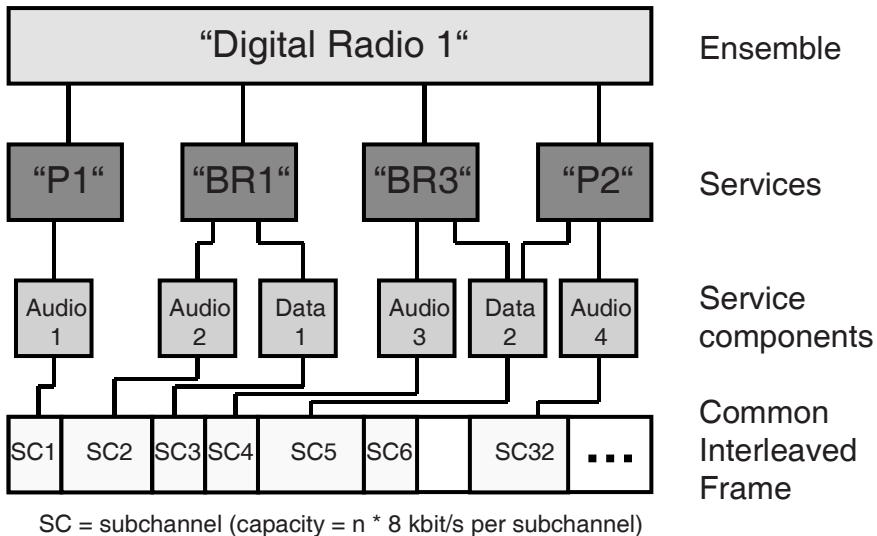 “Digital Radio 1“
Ensemble
“P1“ “BR1“ “BR3“ “P2“
Services
Audio 1
Audio 2
Data 1
Audio 3
Data 2
Audio 4
Service
components
SC1 SC2 SC3 SC4 SC5 SC6 SC32 ...
Common
Interleaved
Frame
SC = subchannel (capacity = n * 8 kbit/s per subchannel)